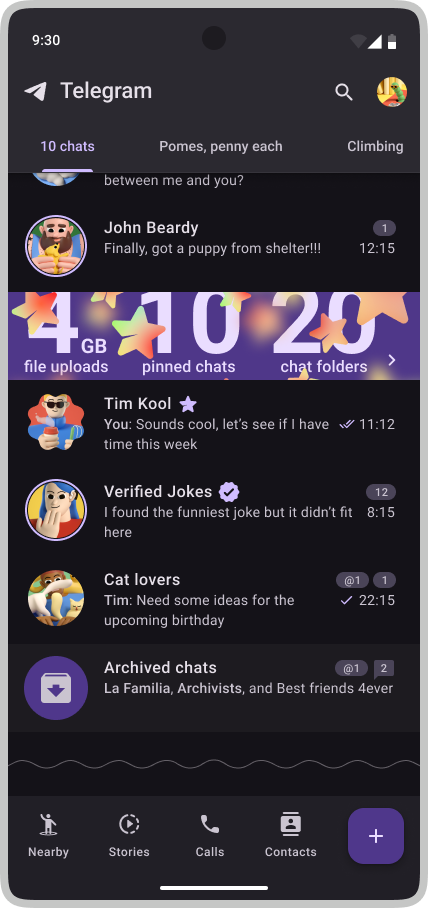 9:30
Telegram
10 chats
Pomes, penny each
Climbing
between me and you?
John Beardy
1
Finally, got a puppy from shelter!!!
12:15
4 GB
file uploads
10
pinned chats
20
chat folders
Tim Kool
You: Sounds cool, let's see if I have
11:12
time this week
Verified Jokes
12
I found the funniest joke but it didn't fit
8:15
here
Cat lovers
@1
1
Tim: Need some ideas for the
22:15
upcoming birthday
Archived chats
@1
2
La Familia, Archivists, and Best friends 4ever
Nearby
Stories
Calls
Contacts